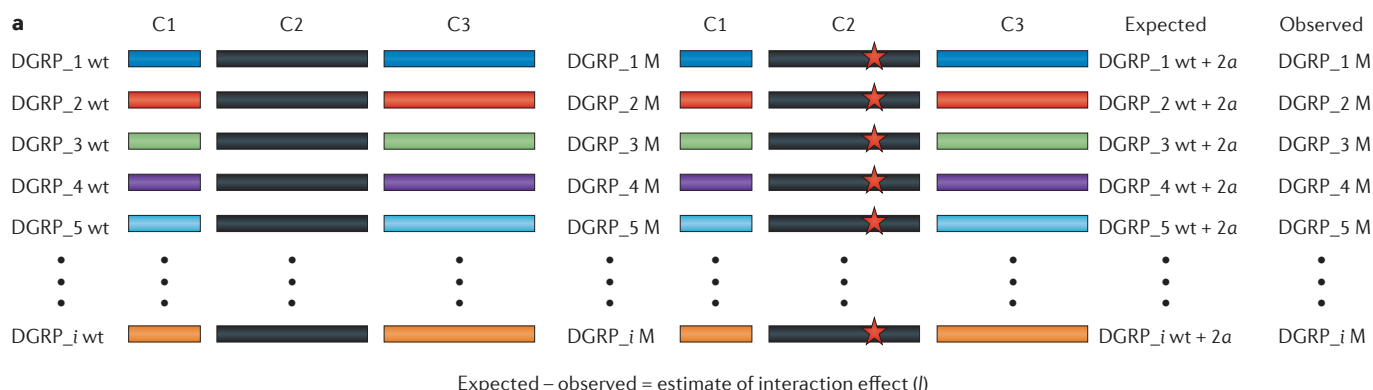 a
C1 C2 C3 C1 C2 C3 Expected Observed
DGRP_1 wt DGRP_1 M DGRP_1 wt + 2a DGRP_1 M
DGRP_2 wt DGRP_2 M DGRP_2 wt + 2a DGRP_2 M
DGRP_3 wt DGRP_3 M DGRP_3 wt + 2a DGRP_3 M
DGRP_4 wt DGRP_4 M DGRP_4 wt + 2a DGRP_4 M
DGRP_5 wt DGRP_5 M DGRP_5 wt + 2a DGRP_5 M
DGRP_i wt DGRP_i M DGRP_i wt + 2a DGRP_i M
Expected – observed = estimate of interaction effect (I)